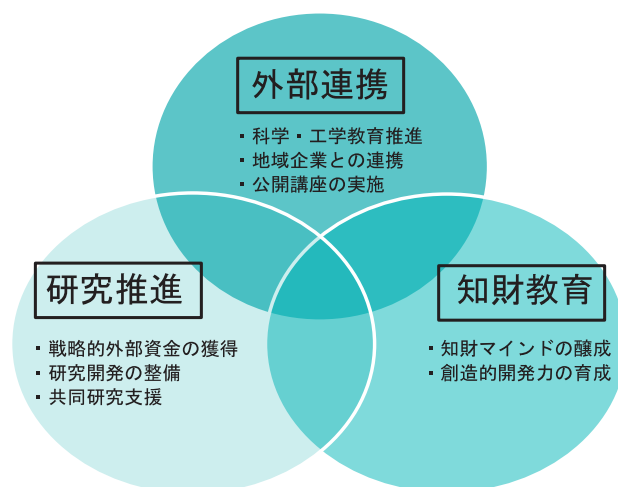 外部連携
・科学・工学教育推進
・地域企業との連携
・公開講座の実施
研究推進
・戦略的外部資金の獲得
・研究開発の整備
・共同研究支援
知財教育
・知財マインドの醸成
・創造的開発力の育成